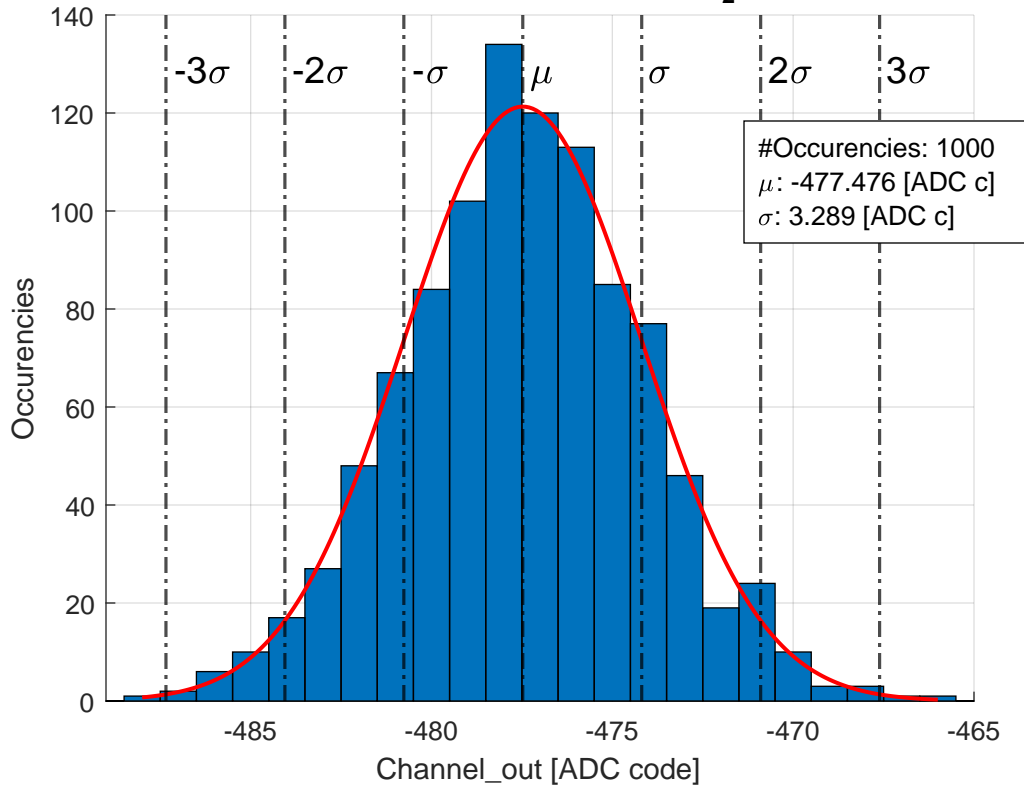 140
120
100
80
60
40
20
0
-3σ
-2σ
-σ
μ
σ
2σ
3σ
#Occurencies: 1000
μ: -477.476 [ADC c]
σ: 3.289 [ADC c]
Occurencies
-485
-480
-475
-470
-465
Channel_out [ADC code]